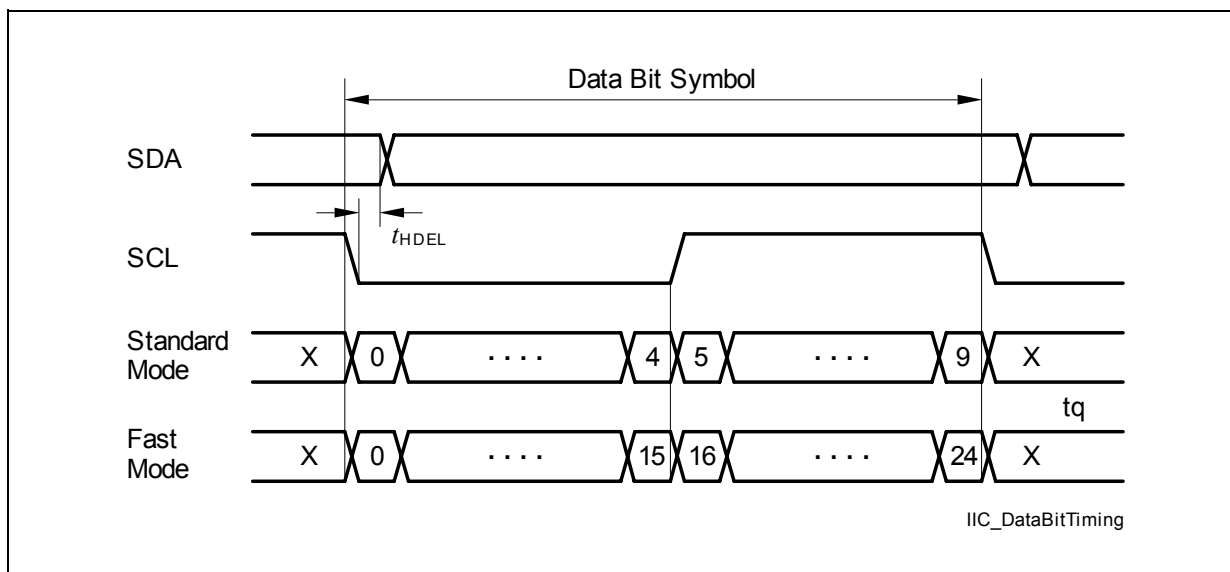 Data Bit Symbol
SDA
tHDEL
SCL
Standard
Mode
X 0 · · · · 4 5 · · · · 9 X
tq
Fast
Mode
X 0 · · · · 15 16 · · · · 24 X
IIC_DataBitTiming